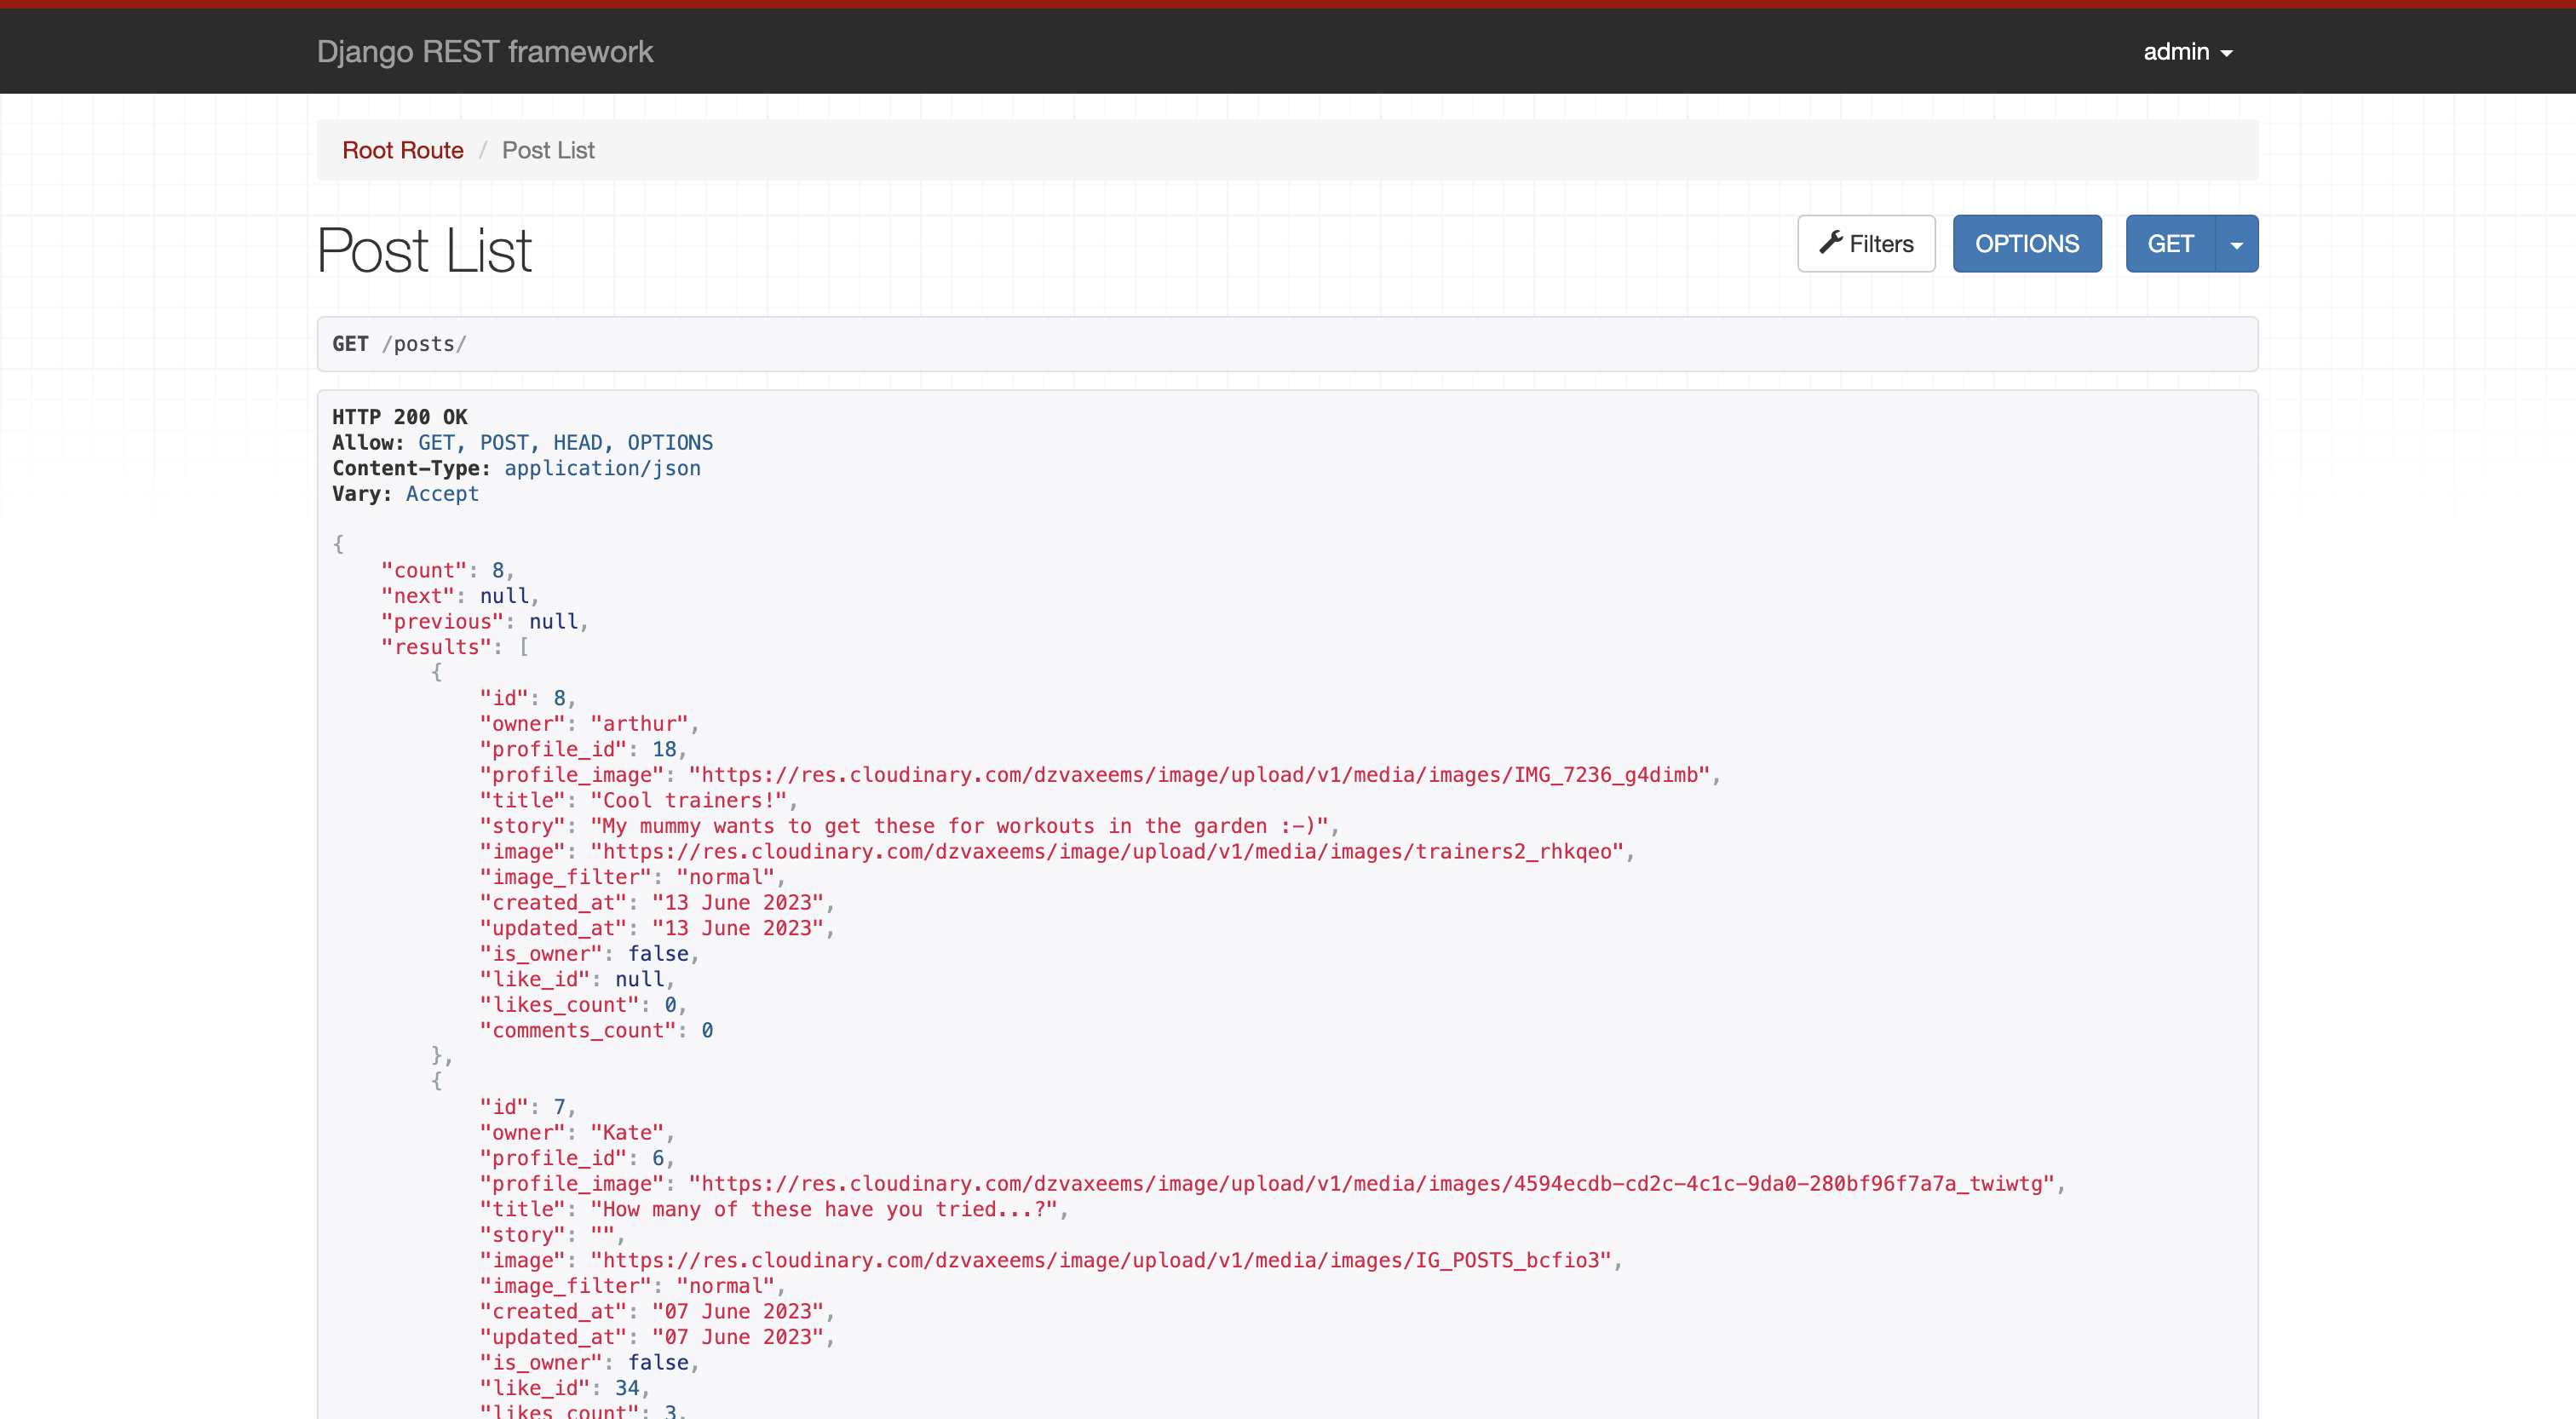 Django REST framework
admin
Root Route / Post List
Post List
Filters
OPTIONS
GET
GET /posts/
HTTP 200 OK
Allow: GET, POST, HEAD, OPTIONS
Content-Type: application/json
Vary: Accept
{
    "count": 8,
    "next": null,
    "previous": null,
    "results": [
        {
            "id": 8,
            "owner": "arthur",
            "profile_id": 18,
            "profile_image": "https://res.cloudinary.com/dzvaxeems/image/upload/v1/media/images/IMG_7236_g4dimb",
            "title": "Cool trainers!",
            "story": "My mummy wants to get these for workouts in the garden :-)",
            "image": "https://res.cloudinary.com/dzvaxeems/image/upload/v1/media/images/trainers2_rhkqeo",
            "image_filter": "normal",
            "created_at": "13 June 2023",
            "updated_at": "13 June 2023",
            "is_owner": false,
            "like_id": null,
            "likes_count": 0,
            "comments_count": 0
        },
        {
            "id": 7,
            "owner": "Kate",
            "profile_id": 6,
            "profile_image": "https://res.cloudinary.com/dzvaxeems/image/upload/v1/media/images/4594ecdb-cd2c-4c1c-9da0-280bf96f7a7a_twiwtg",
            "title": "How many of these have you tried...?",
            "story": "",
            "image": "https://res.cloudinary.com/dzvaxeems/image/upload/v1/media/images/IG_POSTS_bcfio3",
            "image_filter": "normal",
            "created_at": "07 June 2023",
            "updated_at": "07 June 2023",
            "is_owner": false,
            "like_id": 34,
            "likes_count": 3,